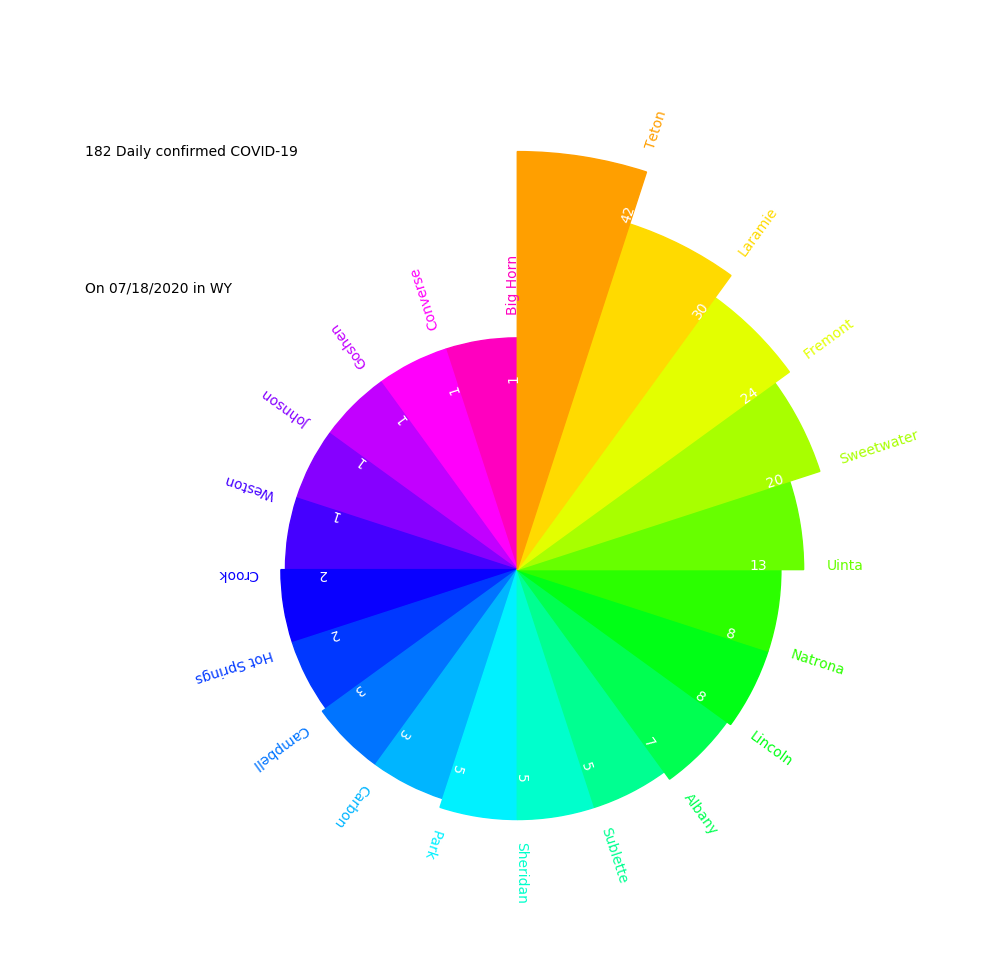 182 Daily confirmed COVID-19
On 07/18/2020 in WY
Teton
42
Laramie
30
Fremont
24
Sweetwater
20
Uinta
13
Natrona
8
Lincoln
8
Albany
7
Sublette
5
Sheridan
5
Park
5
Carbon
3
Campbell
3
Hot Springs
2
Crook
2
Weston
1
Johnson
1
Goshen
1
Converse
1
Big Horn
1